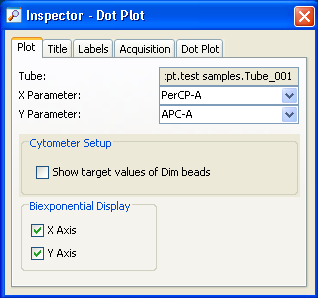 Inspector - Dot Plot
Plot Title Labels Acquisition Dot Plot
Tube: :pt.test samples.Tube_001
X Parameter: PerCP-A
Y Parameter: APC-A
Cytometer Setup
Show target values of Dim beads
Biexponential Display
X Axis
Y Axis